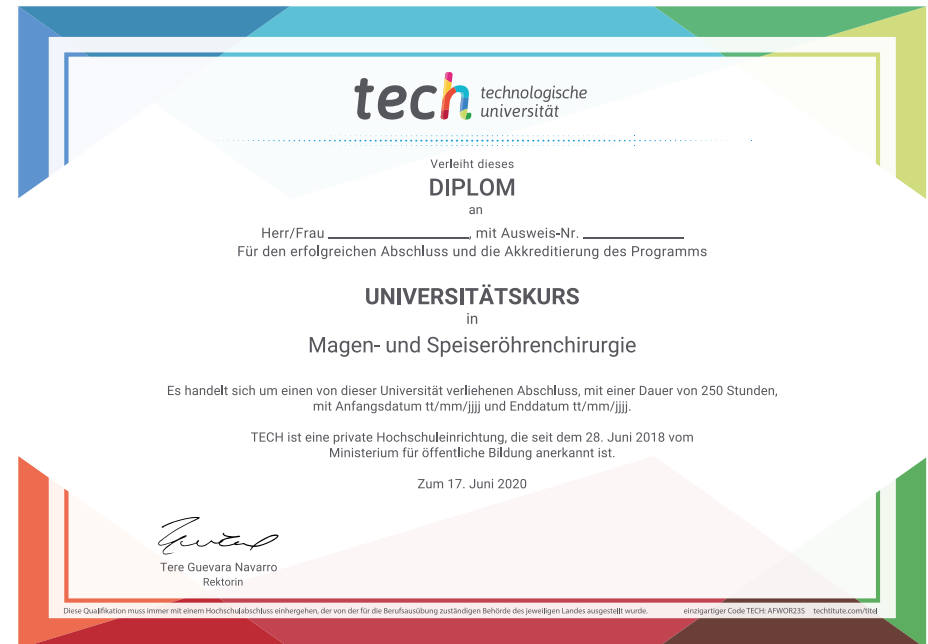 tech technologische
universität
Verleiht dieses
DIPLOM
an
Herr/Frau ____________, mit Ausweis-Nr. ____________
Für den erfolgreichen Abschluss und die Akkreditierung des Programms
UNIVERSITÄTSKURS
in
Magen- und Speiseröhrenchirurgie
Es handelt sich um einen von dieser Universität verliehenen Abschluss, mit einer Dauer von 250 Stunden,
mit Anfangsdatum tt/mm/jjjj und Enddatum tt/mm/jjjj.
TECH ist eine private Hochschuleinrichtung, die seit dem 28. Juni 2018 vom
Ministerium für öffentliche Bildung anerkannt ist.
Zum 17. Juni 2020
Tere Guevara Navarro
Rektorin
Diese Qualifikation muss immer mit einem Hochschulabschluss einhergehen, der von der für die Berufsausübung zuständigen Behörde des jeweiligen Landes ausgestellt wurde. einzigartiger Code TECH: AFWOR23S techtitute.com/titel